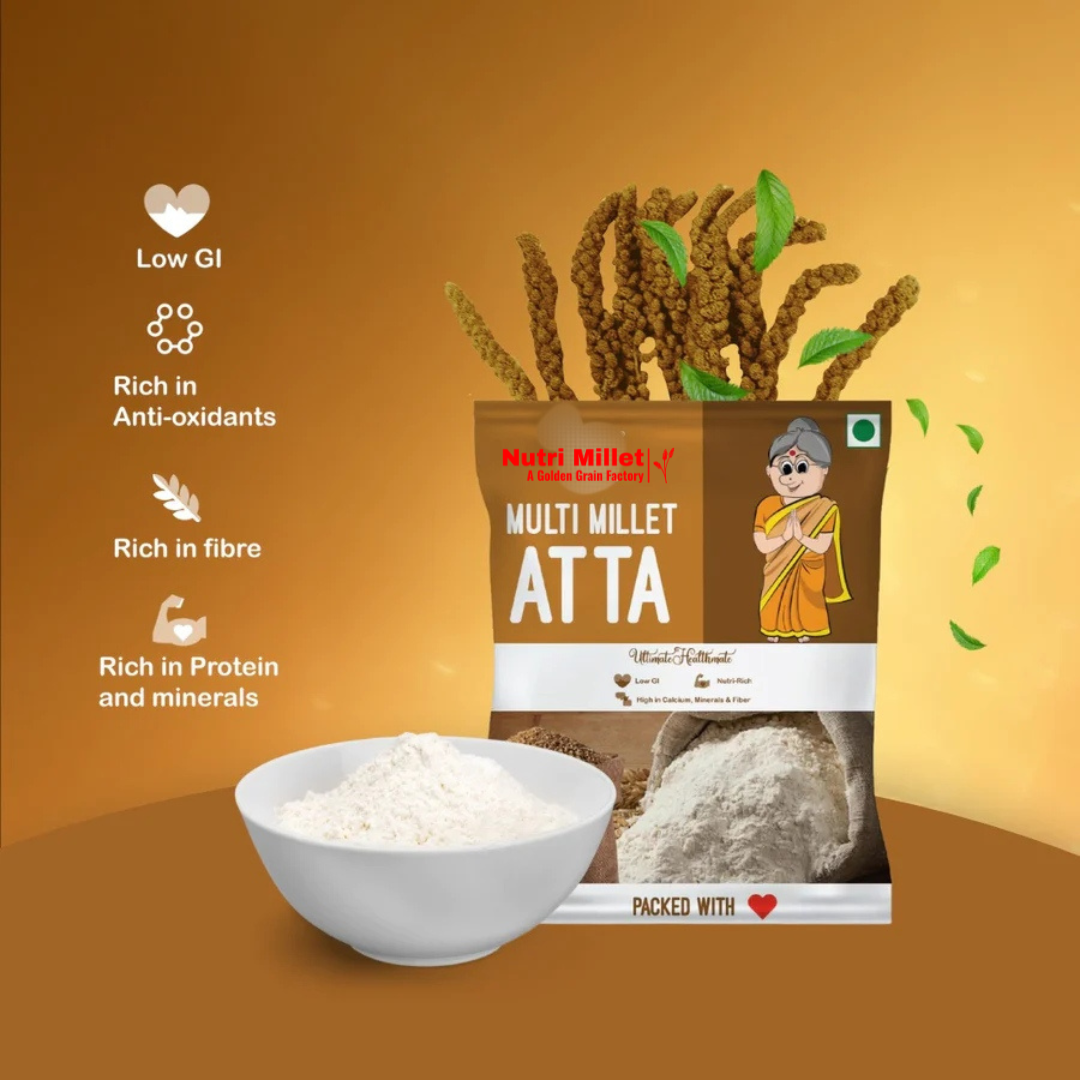 Low GI
Rich in
Anti-oxidants
Rich in fibre
Rich in Protein
and minerals
Nutri Millet
A Golden Grain Factory
MULTI MILLET
ATTA
Ultimate Healthmate
Low GI
Nutri-Rich
High in Calcium, Minerals & Fiber
PACKED WITH